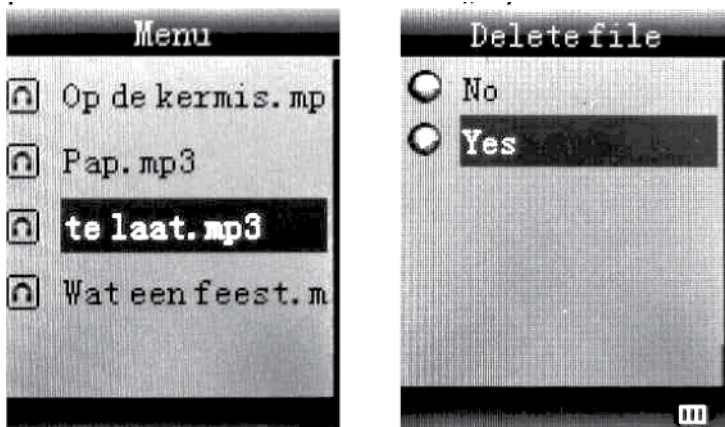 Menu
Op de kermis. mp
Pap. mp3
te laat. mp3
Wat een feest. m
Delete file
No
Yes